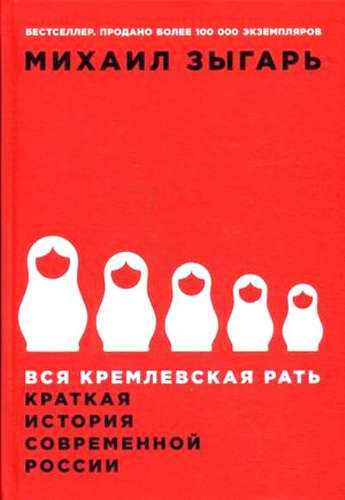 БЕСТСЕЛЛЕР. ПРОДАНО БОЛЕЕ 100 000 ЭКЗЕМПЛЯРОВ
МИХАИЛ ЗЫГАРЬ
ВСЯ КРЕМЛЕВСКАЯ РАТЬ
КРАТКАЯ
ИСТОРИЯ
СОВРЕМЕННОЙ
РОССИИ